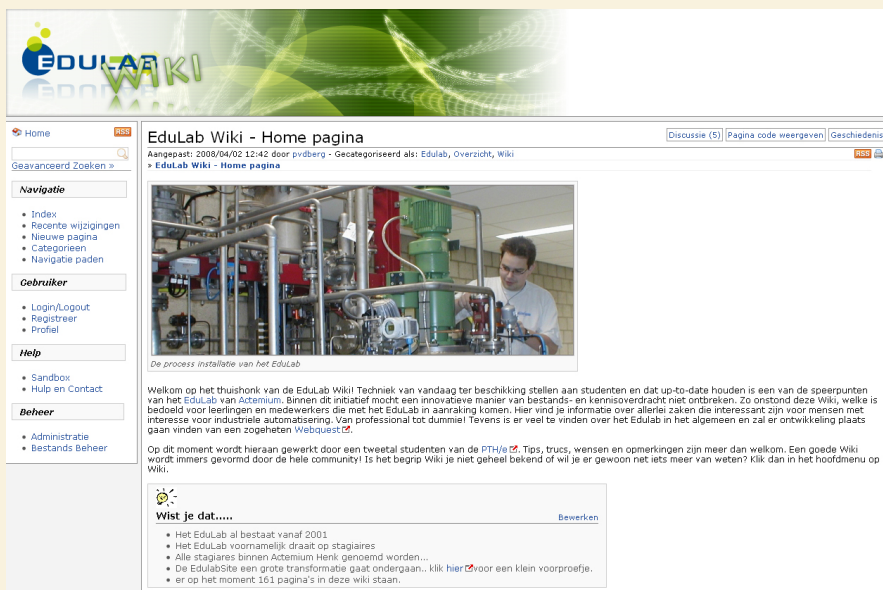 EDULAB WIKI
Home RSS
Geavanceerd Zoeken »
Navigatie
Index
Recente wijzigingen
Nieuwe pagina
Categorieen
Navigatie paden
Gebruiker
Login/Logout
Registreer
Profiel
Help
Sandbox
Hulp en Contact
Beheer
Administratie
Bestands Beheer
EduLab Wiki - Home pagina
Discussie (5) Pagina code weergeven Geschiedenis
Aangepast: 2008/04/02 12:42 door pvdberg - Gecategoriseerd als: Edulab, Overzicht, Wiki
RSS
» EduLab Wiki - Home pagina
De process installatie van het EduLab
Welkom op het thuishonk van de EduLab Wiki! Techniek van vandaag ter beschikking stellen aan studenten en dat up-to-date houden is een van de speerpunten
van het EduLab van Actemium. Binnen dit initiatief mocht een innovatieve manier van bestands- en kennisoverdracht niet ontbreken. Zo onstond deze Wiki, welke is
bedoeld voor leerlingen en medewerkers die met het EduLab in aanraking komen. Hier vind je informatie over allerlei zaken die interessant zijn voor mensen met
interesse voor industriele automatisering. Van professional tot dummie! Tevens is er veel te vinden over het Edulab in het algemeen en zal er ontwikkeling plaats
gaan vinden van een zogeheten Webquest.
Op dit moment wordt hieraan gewerkt door een tweetal studenten van de PTH/e. Tips, trucs, wensen en opmerkingen zijn meer dan welkom. Een goede Wiki
wordt immers gevormd door de hele community! Is het begrip Wiki je niet geheel bekend of wil je er gewoon net iets meer van weten? Klik dan in het hoofdmenu op
Wiki.
Wist je dat.....
Bewerken
Het EduLab al bestaat vanaf 2001
Het EduLab voornamelijk draait op stagiaires
Alle stagiares binnen Actemium Henk genoemd worden...
De EdulabSite een grote transformatie gaat ondergaan.. klik hier voor een klein voorproefje.
er op het moment 161 pagina's in deze wiki staan.